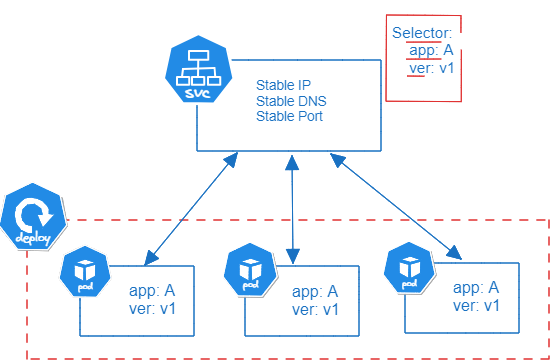 Selector:
app: A
ver: v1
Stable IP
Stable DNS
Stable Port
svc
deploy
pod
app: A
ver: v1
pod
app: A
ver: v1
pod
app: A
ver: v1